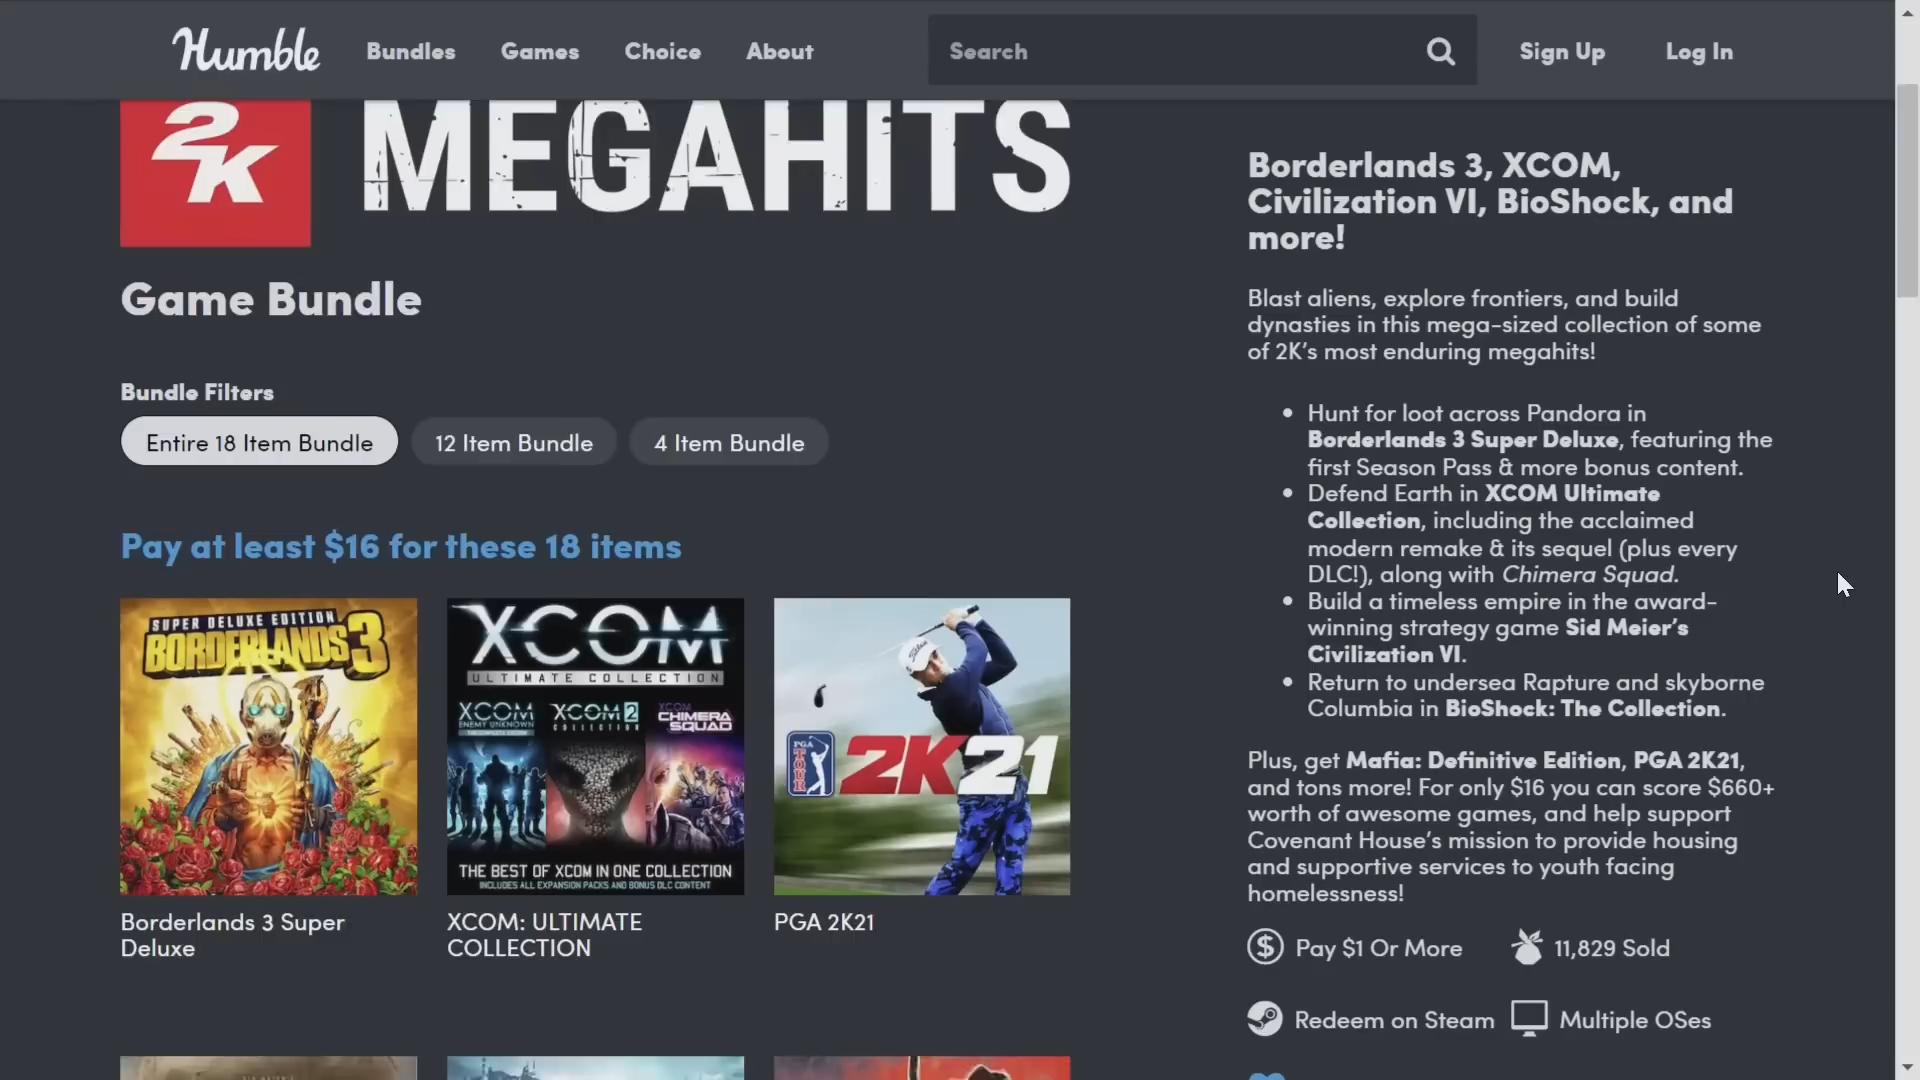 Humble
Bundles
Games
Choice
About
Search
Sign Up
Log In
2K
MEGAHITS
Game Bundle
Bundle Filters
Entire 18 Item Bundle
12 Item Bundle
4 Item Bundle
Pay at least $16 for these 18 items
SUPER DELUXE EDITION
BORDERLANDS 3
XCOM
ULTIMATE COLLECTION
XCOM
ENEMY UNKNOWN
THE COMPLETE EDITION
XCOM 2
COLLECTION
XCOM
CHIMERA
SQUAD
THE BEST OF XCOM IN ONE COLLECTION
INCLUDES ALL EXPANSION PACKS AND BONUS DLC CONTENT
Titleist
PGA
TOUR
2K21
Borderlands 3 Super
Deluxe
XCOM: ULTIMATE
COLLECTION
PGA 2K21
Borderlands 3, XCOM,
Civilization VI, BioShock, and
more!
Blast aliens, explore frontiers, and build
dynasties in this mega-sized collection of some
of 2K's most enduring megahits!
• Hunt for loot across Pandora in
Borderlands 3 Super Deluxe, featuring the
first Season Pass & more bonus content.
• Defend Earth in XCOM Ultimate
Collection, including the acclaimed
modern remake & its sequel (plus every
DLC!), along with Chimera Squad.
• Build a timeless empire in the award-
winning strategy game Sid Meier's
Civilization VI.
• Return to undersea Rapture and skyborne
Columbia in BioShock: The Collection.
Plus, get Mafia: Definitive Edition, PGA 2K21,
and tons more! For only $16 you can score $660+
worth of awesome games, and help support
Covenant House's mission to provide housing
and supportive services to youth facing
homelessness!
Pay $1 Or More
11,829 Sold
Redeem on Steam
Multiple OSes